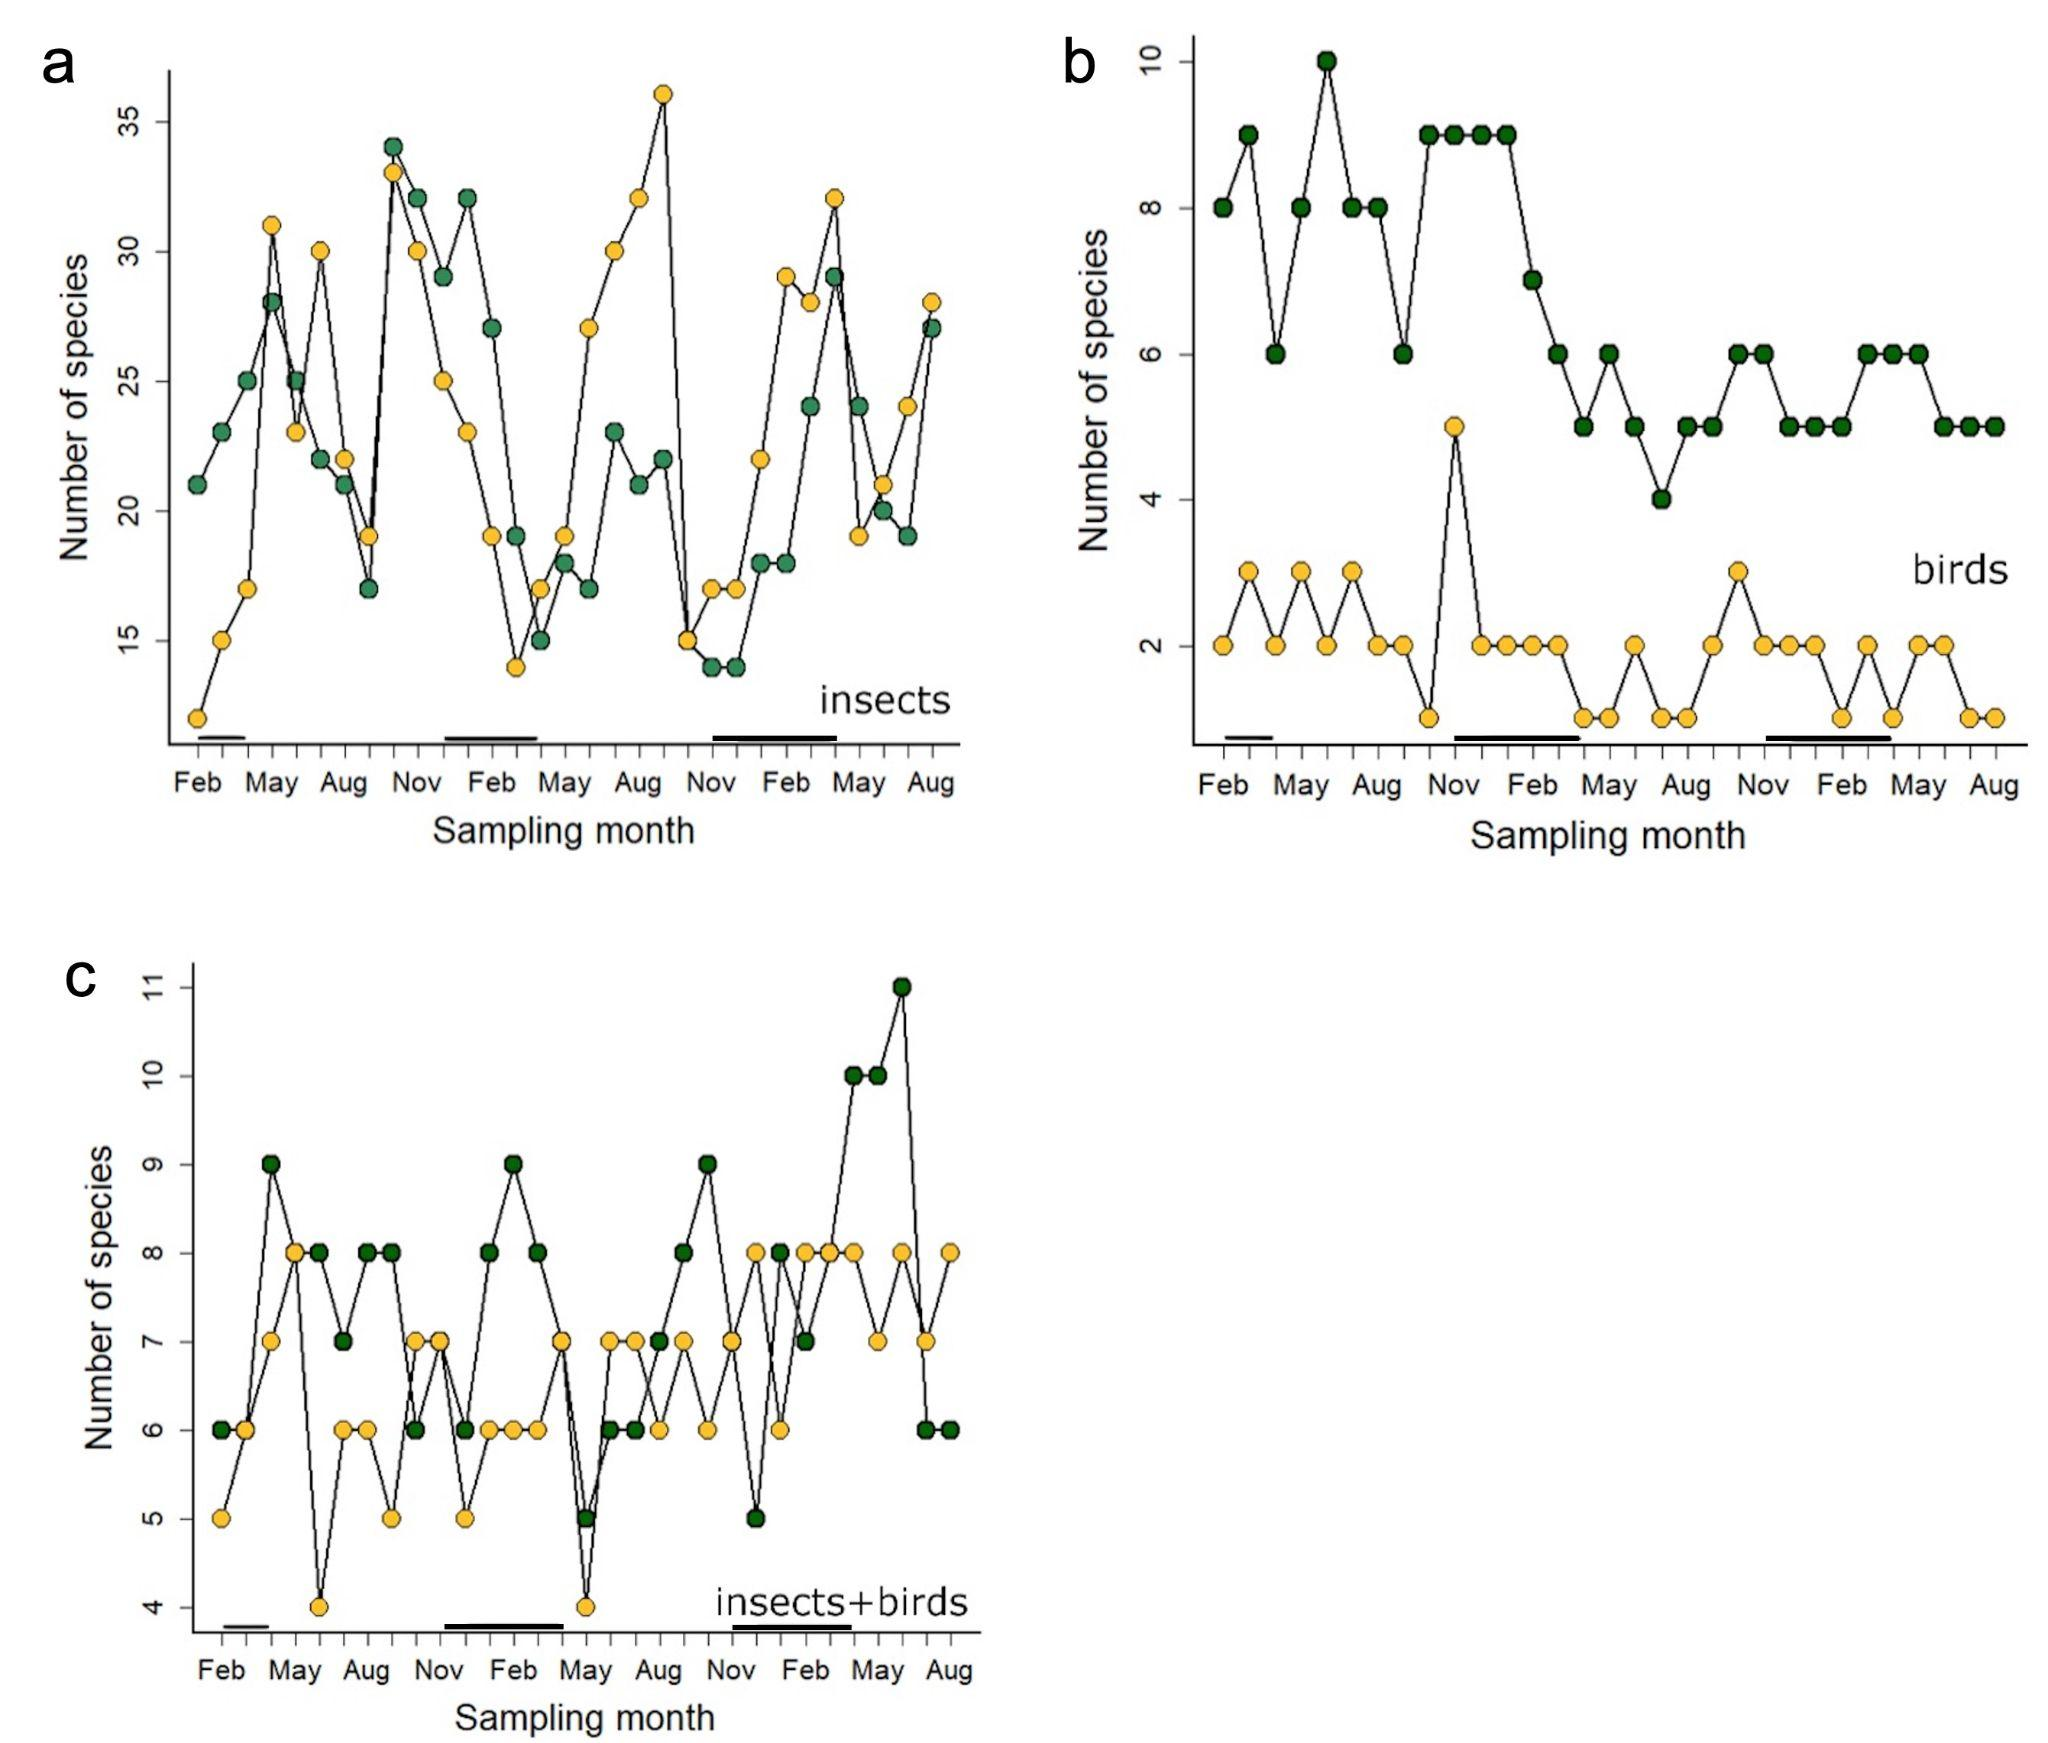 a
Number of species
35
30
25
20
15
insects
Feb May Aug Nov Feb May Aug Nov Feb May Aug
Sampling month
b
Number of species
10
8
6
4
2
birds
Feb May Aug Nov Feb May Aug Nov Feb May Aug
Sampling month
c
Number of species
11
10
9
8
7
6
5
4
insects+birds
Feb May Aug Nov Feb May Aug Nov Feb May Aug
Sampling month